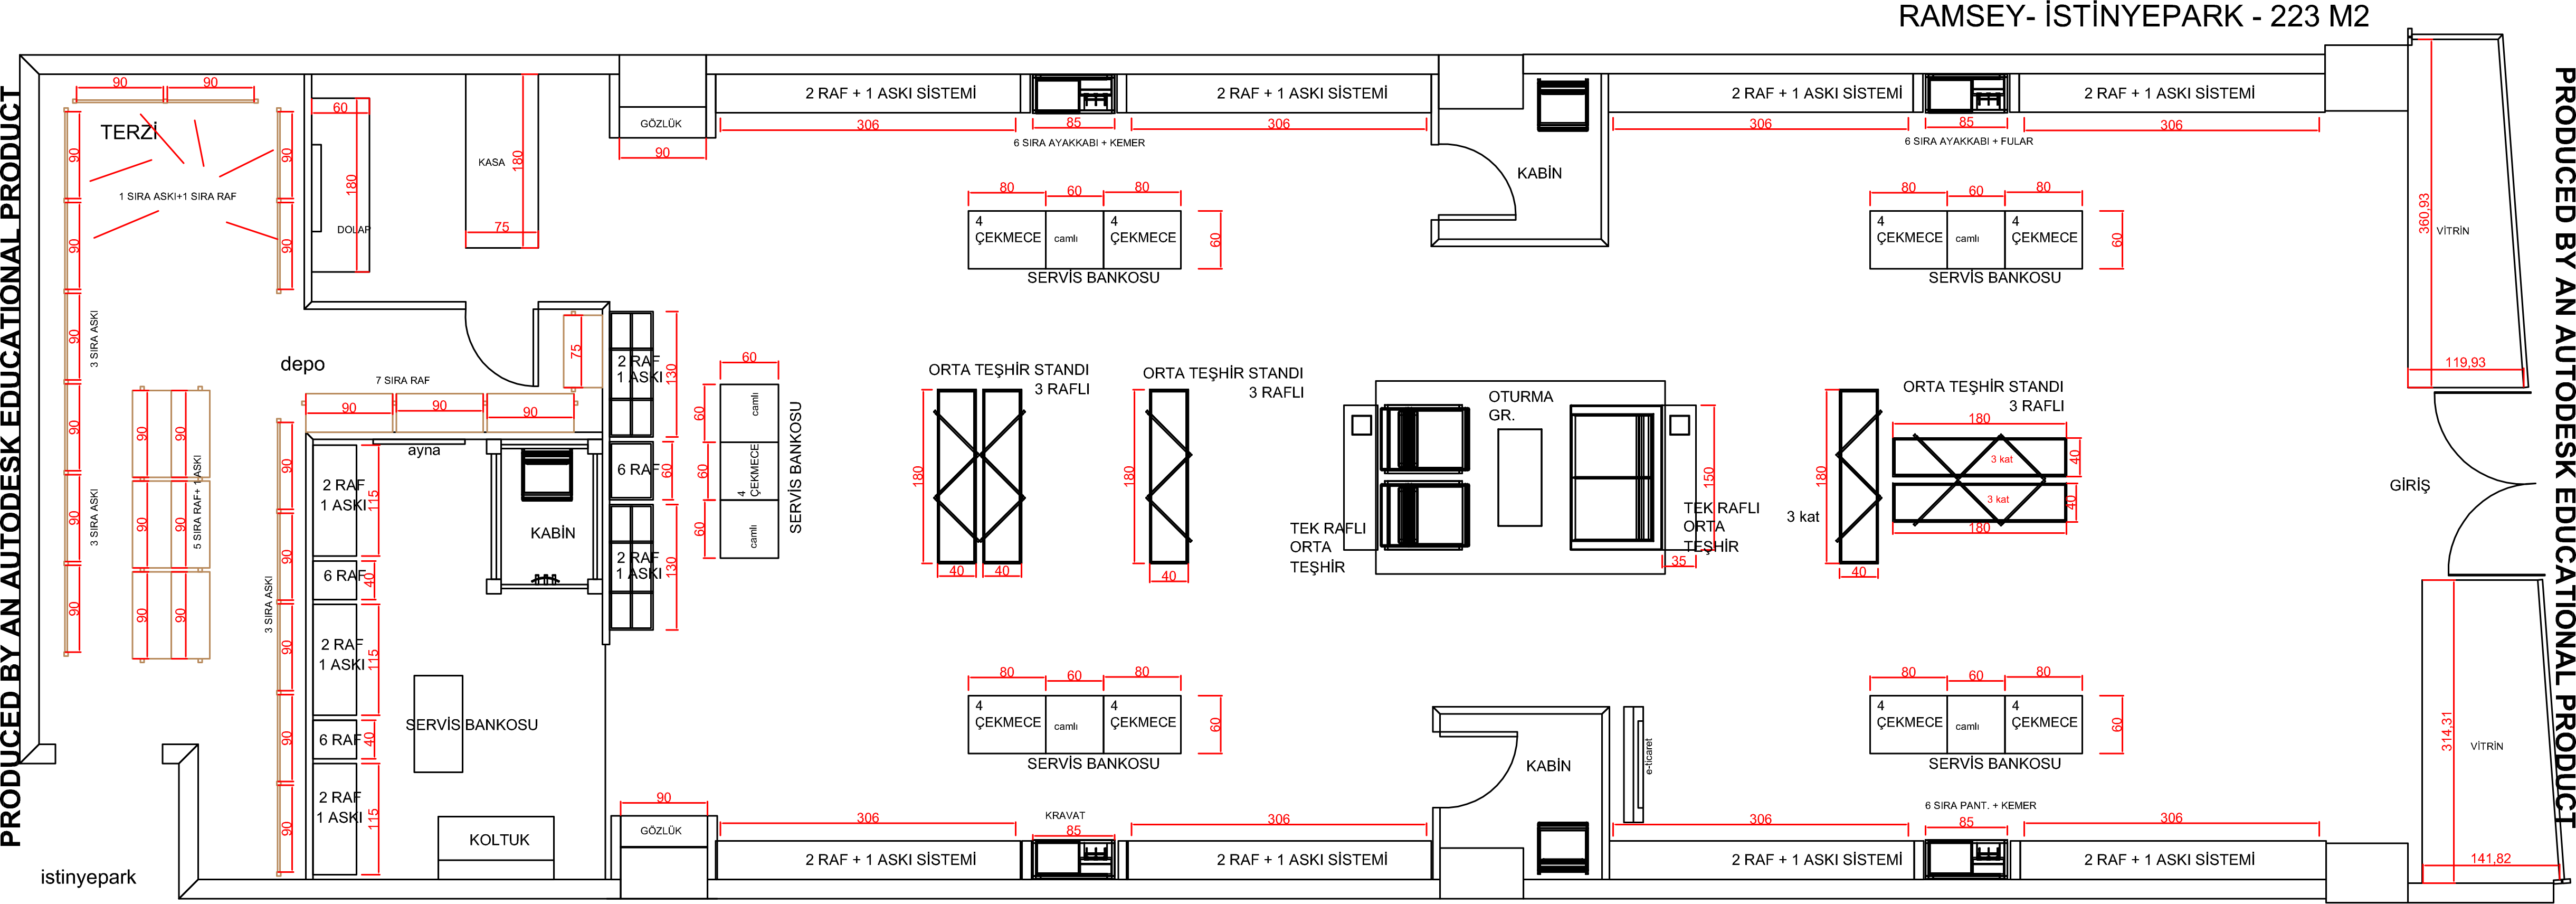 RAMSEY- İSTİNYEPARK - 223 M2
PRODUCED BY AN AUTODESK EDUCATIONAL PRODUCT
PRODUCED BY AN AUTODESK EDUCATIONAL PRODUCT
90
90
TERZİ
1 SIRA ASKI+1 SIRA RAF
90
90
90
90
90
90
90
90
3 SIRA ASKI
3 SIRA ASKI
60
180
DOLAP
KASA
180
75
GÖZLÜK
90
2 RAF + 1 ASKI SİSTEMİ
306
85
6 SIRA AYAKKABI + KEMER
2 RAF + 1 ASKI SİSTEMİ
306
KABİN
2 RAF + 1 ASKI SİSTEMİ
306
85
6 SIRA AYAKKABI + FULAR
2 RAF + 1 ASKI SİSTEMİ
306
80
60
80
4
ÇEKMECE
camlı
4
ÇEKMECE
60
SERVİS BANKOSU
80
60
80
4
ÇEKMECE
camlı
4
ÇEKMECE
60
SERVİS BANKOSU
360,93
VİTRİN
119,93
depo
7 SIRA RAF
90
90
90
75
90
90
90
90
90
90
5 SIRA RAF+ 1 ASKI
90
90
90
90
90
3 SIRA ASKI
ayna
2 RAF
1 ASKI
115
6 RAF
40
2 RAF
1 ASKI
115
6 RAF
40
2 RAF
1 ASKI
115
KABİN
SERVİS BANKOSU
KOLTUK
2 RAF
1 ASKI
130
6 RAF
60
2 RAF
1 ASKI
130
60
60
60
60
camlı
4
ÇEKMECE
camlı
SERVİS BANKOSU
ORTA TEŞHİR STANDI
3 RAFLI
180
40
40
ORTA TEŞHİR STANDI
3 RAFLI
180
40
OTURMA
GR.
TEK RAFLI
ORTA
TEŞHİR
150
TEK RAFLI
ORTA
TEŞHİR
35
ORTA TEŞHİR STANDI
3 RAFLI
180
180
3 kat
40
3 kat
40
180
3 kat
40
GİRİŞ
80
60
80
4
ÇEKMECE
camlı
4
ÇEKMECE
60
SERVİS BANKOSU
80
60
80
4
ÇEKMECE
camlı
4
ÇEKMECE
60
SERVİS BANKOSU
314,31
VİTRİN
141,82
KABİN
e-ticaret
90
GÖZLÜK
306
2 RAF + 1 ASKI SİSTEMİ
KRAVAT
85
306
2 RAF + 1 ASKI SİSTEMİ
306
2 RAF + 1 ASKI SİSTEMİ
6 SIRA PANT. + KEMER
85
306
2 RAF + 1 ASKI SİSTEMİ
istinyepark